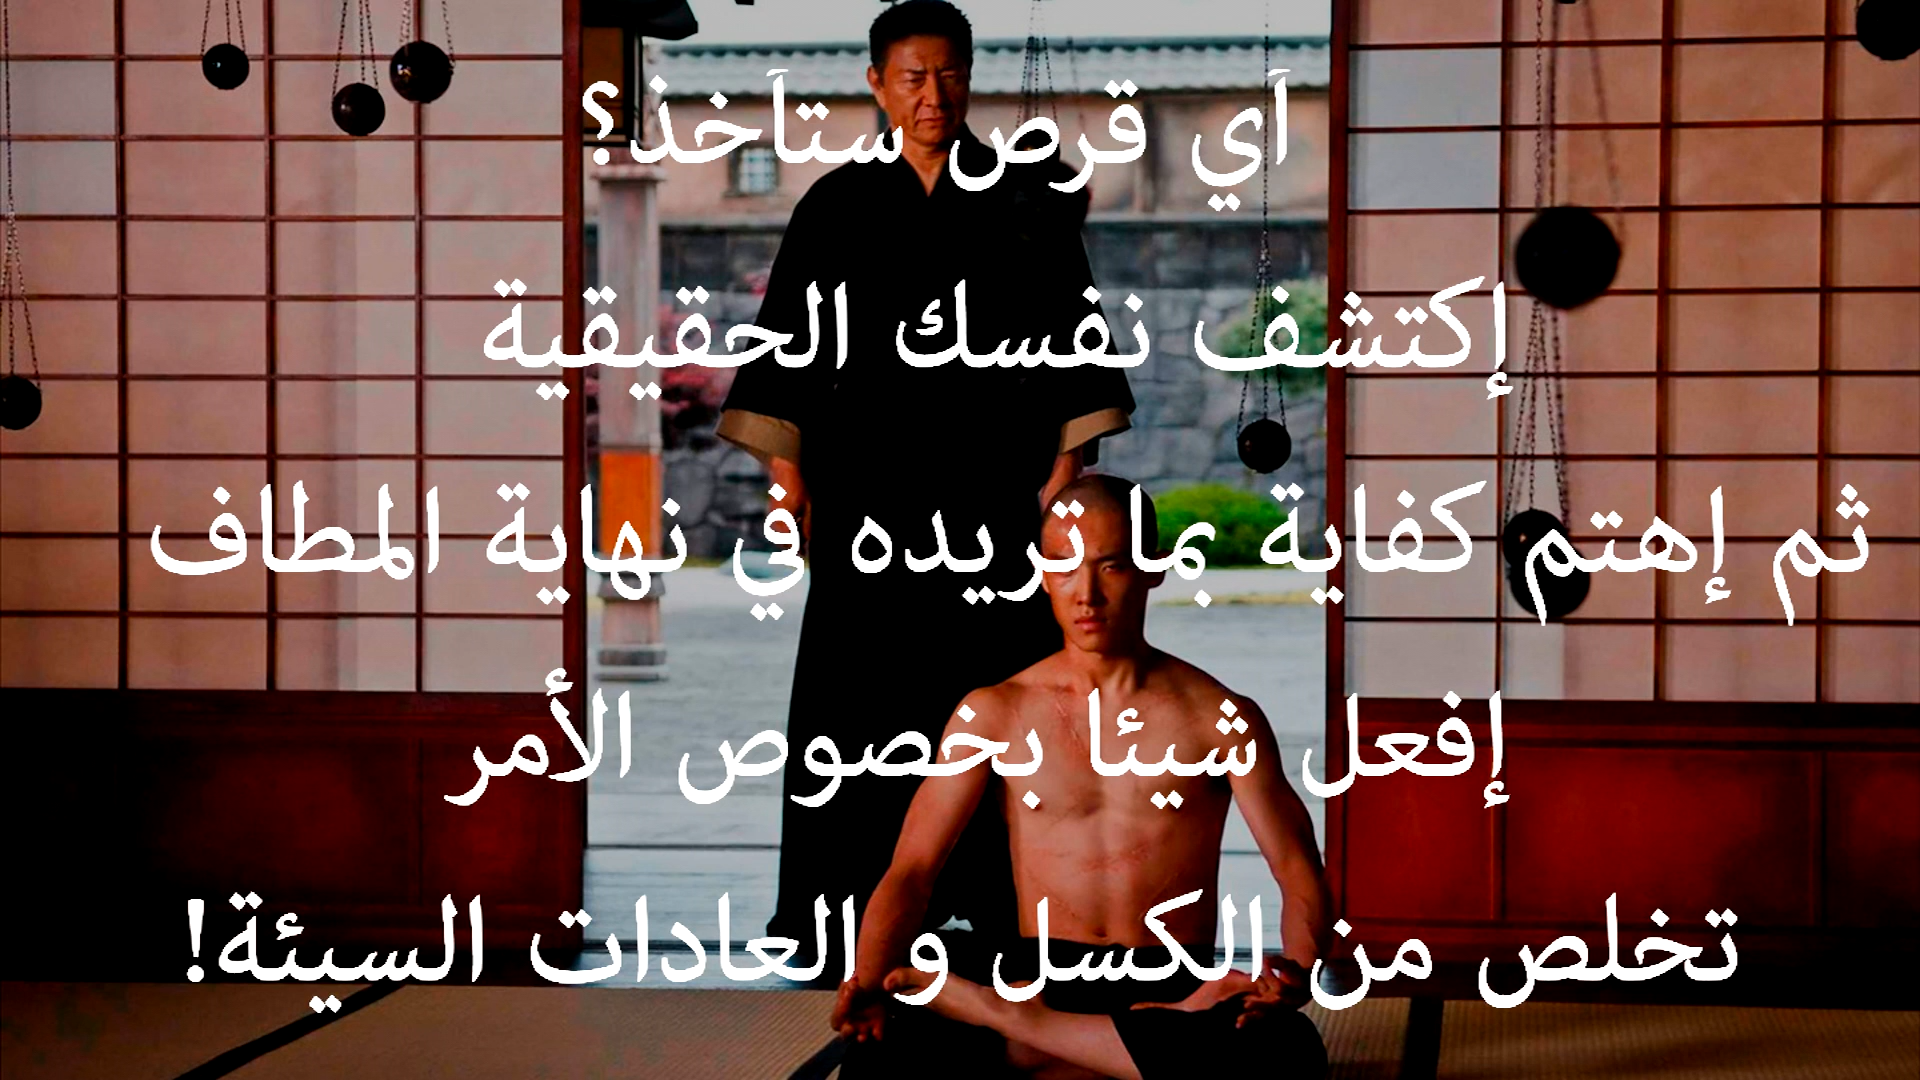 آي قرص ستآخذ؟
إكتشف نفسك الحقيقية
ثم إهتم كفاية بما تريده في نهاية المطاف
إفعل شيئا بخصوص الأمر
تخلص من الكسل و العادات السيئة!